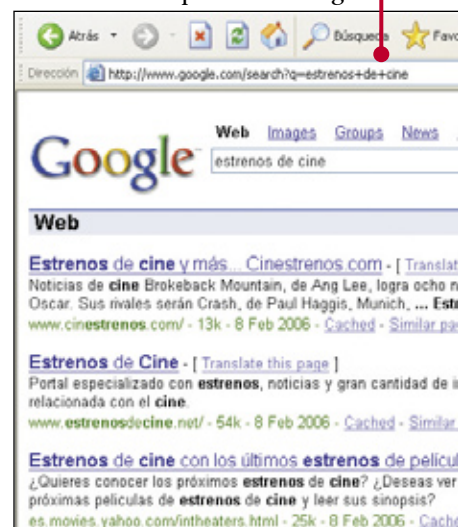 Atrás Búsqueda Favo
Dirección http://www.google.com/search?q=estrenos+de+cine
Web Images Groups News
Google
estrenos de cine
Web
Estrenos de cine y más... Cinestrenos.com - [ Translat
Noticias de cine Brokeback Mountain, de Ang Lee, logra ocho n
Oscar. Sus rivales serán Crash, de Paul Haggis, Munich, ... Estr
www.cinestrenos.com/ - 13k - 8 Feb 2006 - Cached - Similar pa
Estrenos de Cine - [ Translate this page ]
Portal especializado con estrenos, noticias y gran cantidad de i
relacionada con el cine.
www.estrenosdecine.net/ - 54k - 8 Feb 2006 - Cached - Similar
Estrenos de cine con los últimos estrenos de pelícu
¿Quieres conocer los próximos estrenos de cine? ¿Deseas ver
próximas peliculas de estrenos de cine y leer sus sinopsis?
es.movies.yahoo.com/intheaters.html - 25k - 8 Feb 2006 - Cache